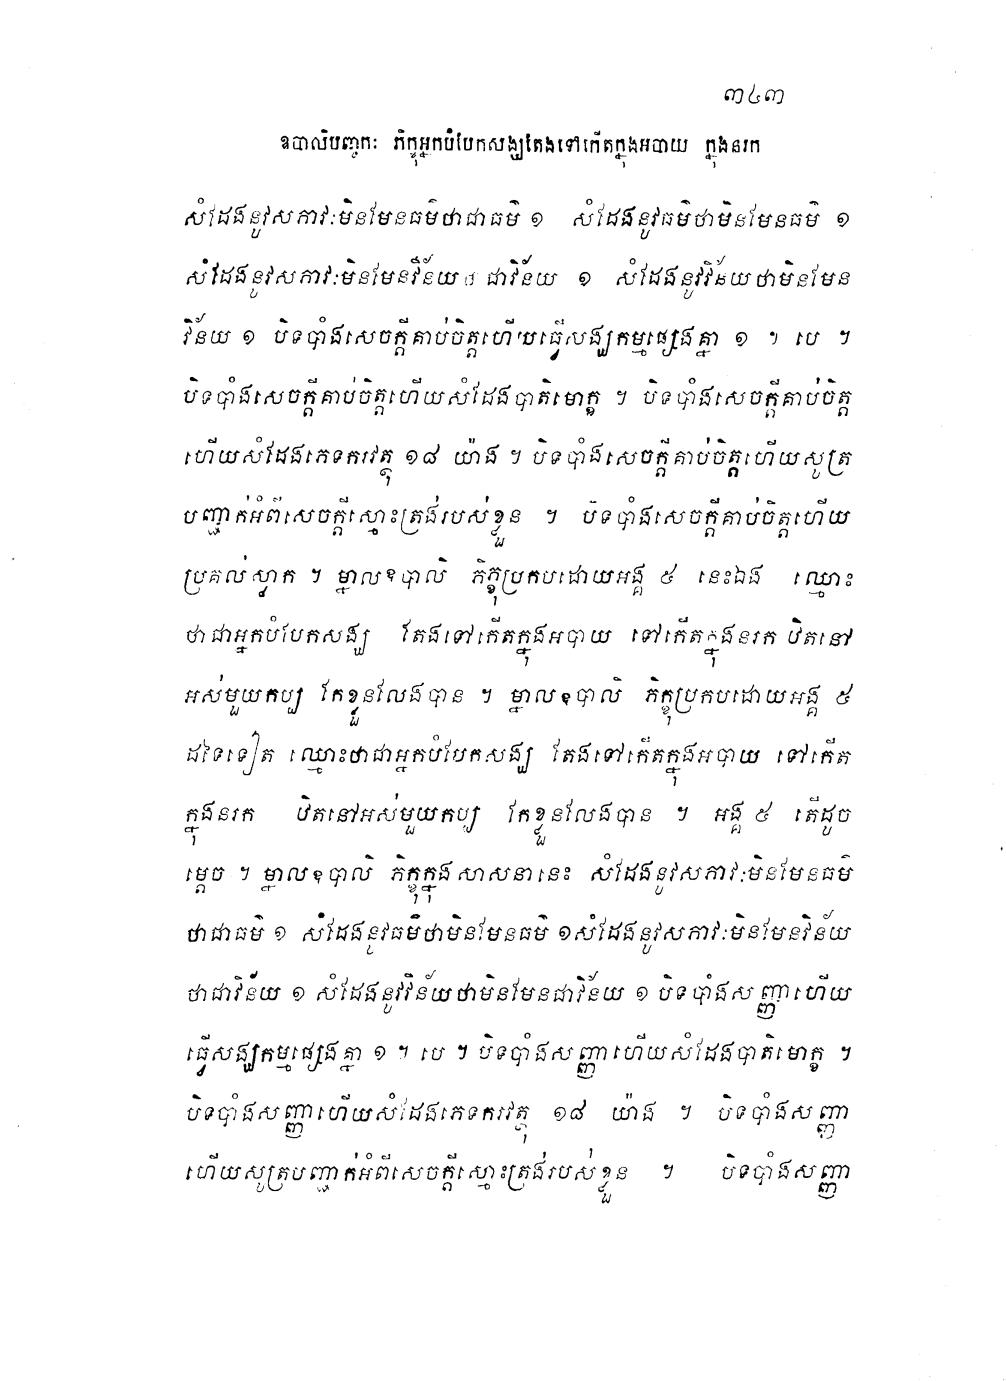 ៣៤៣
ឧបាលិបញ្ចកៈ ភិក្ខុអ្នកបំបែកសង្ឃតែងទៅកើតក្នុងអបាយ ក្នុងនរក
សំដែងនូវសភាវៈមិនមែនធម៌ថាជាធម៌ ១ សំដែងនូវធម៌ថាមិនមែនធម៌ ១
សំដែងនូវសភាវៈមិនមែនវិន័យថាជាវិន័យ ១ សំដែងនូវវិន័យថាមិនមែន
វិន័យ ១ បិទបាំងសេចក្តីគាប់ចិត្តហើយធ្វើសង្ឃកម្មផ្សេងគ្នា ១ ។ បេ ។
បិទបាំងសេចក្តីគាប់ចិត្តហើយសំដែងបាតិមោក្ខ ។ បិទបាំងសេចក្តីគាប់ចិត្ត
ហើយសំដែងភេទករវត្ថុ ១៨ យ៉ាង ។ បិទបាំងសេចក្តីគាប់ចិត្តហើយសូត្រ
បញ្ជាក់អំពីសេចក្តីស្មោះត្រង់របស់ខ្លួន ។ បិទបាំងសេចក្តីគាប់ចិត្តហើយ
ប្រគល់ស្លាក ។ ម្នាលឧបាលិ ភិក្ខុប្រកបដោយអង្គ ៥ នេះឯង ឈ្មោះ
ថាជាអ្នកបំបែកសង្ឃ តែងទៅកើតក្នុងអបាយ ទៅកើតក្នុងនរក ឋិតនៅ
អស់មួយកប្ប កែខ្លួនលែងបាន ។ ម្នាលឧបាលិ ភិក្ខុប្រកបដោយអង្គ ៥
ដទៃទៀត ឈ្មោះថាជាអ្នកបំបែកសង្ឃ តែងទៅកើតក្នុងអបាយ ទៅកើត
ក្នុងនរក ឋិតនៅអស់មួយកប្ប កែខ្លួនលែងបាន ។ អង្គ ៥ តើដូច
ម្តេច ។ ម្នាលឧបាលិ ភិក្ខុក្នុងសាសនានេះ សំដែងនូវសភាវៈមិនមែនធម៌
ថាជាធម៌ ១ សំដែងនូវធម៌ថាមិនមែនធម៌ ១ សំដែងនូវសភាវៈមិនមែនវិន័យ
ថាជាវិន័យ ១ សំដែងនូវវិន័យថាមិនមែនជាវិន័យ ១ បិទបាំងសញ្ញាហើយ
ធ្វើសង្ឃកម្មផ្សេងគ្នា ១ ។ បេ ។ បិទបាំងសញ្ញាហើយសំដែងបាតិមោក្ខ ។
បិទបាំងសញ្ញាហើយសំដែងភេទករវត្ថុ ១៨ យ៉ាង ។ បិទបាំងសញ្ញា
ហើយសូត្របញ្ជាក់អំពីសេចក្តីស្មោះត្រង់របស់ខ្លួន ។ បិទបាំងសញ្ញា